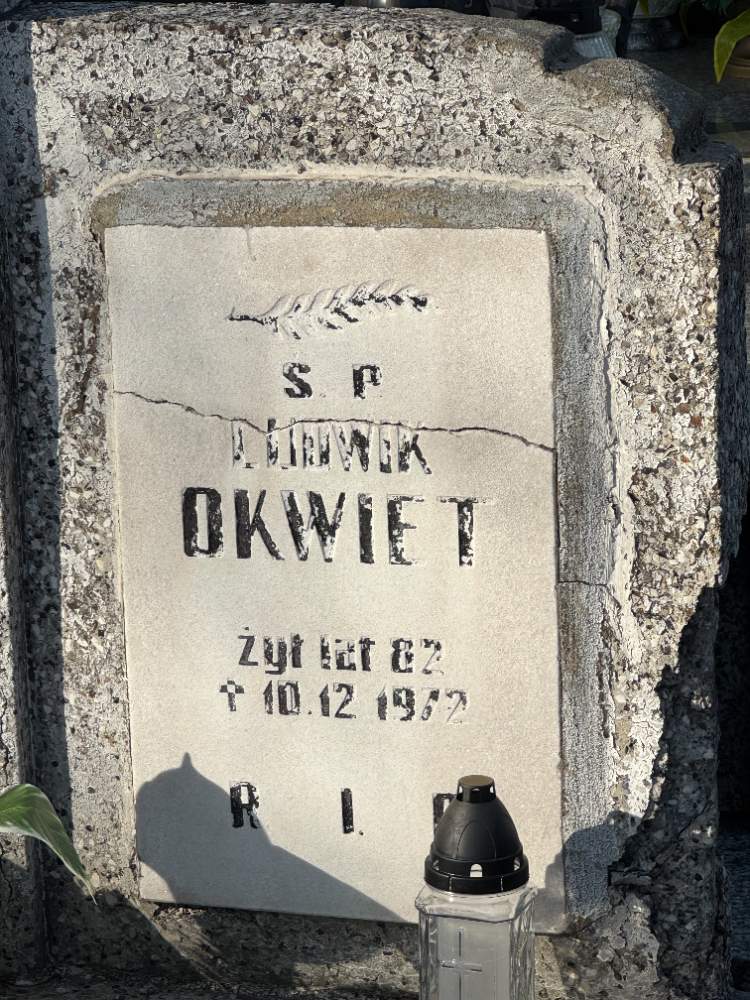 S. P.
LUDWIK
OKWIET
żył lat 82
† 10.12 1972
R. I. P